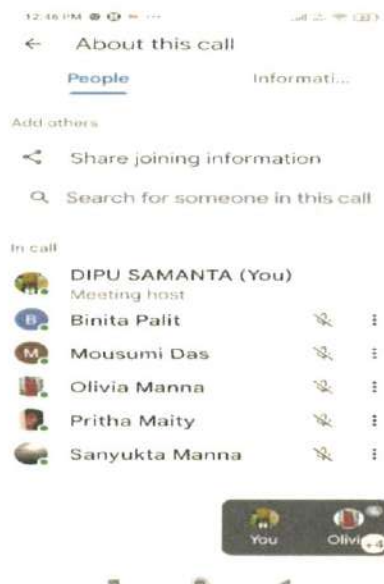 12:46 PM
← About this call
People Informati...
Add others
Share joining information
Search for someone in this call
In call
DIPU SAMANTA (You)
Meeting host
B Binita Palit
M Mousumi Das
Olivia Manna
Pritha Maity
Sanyukta Manna
You Olivi +4